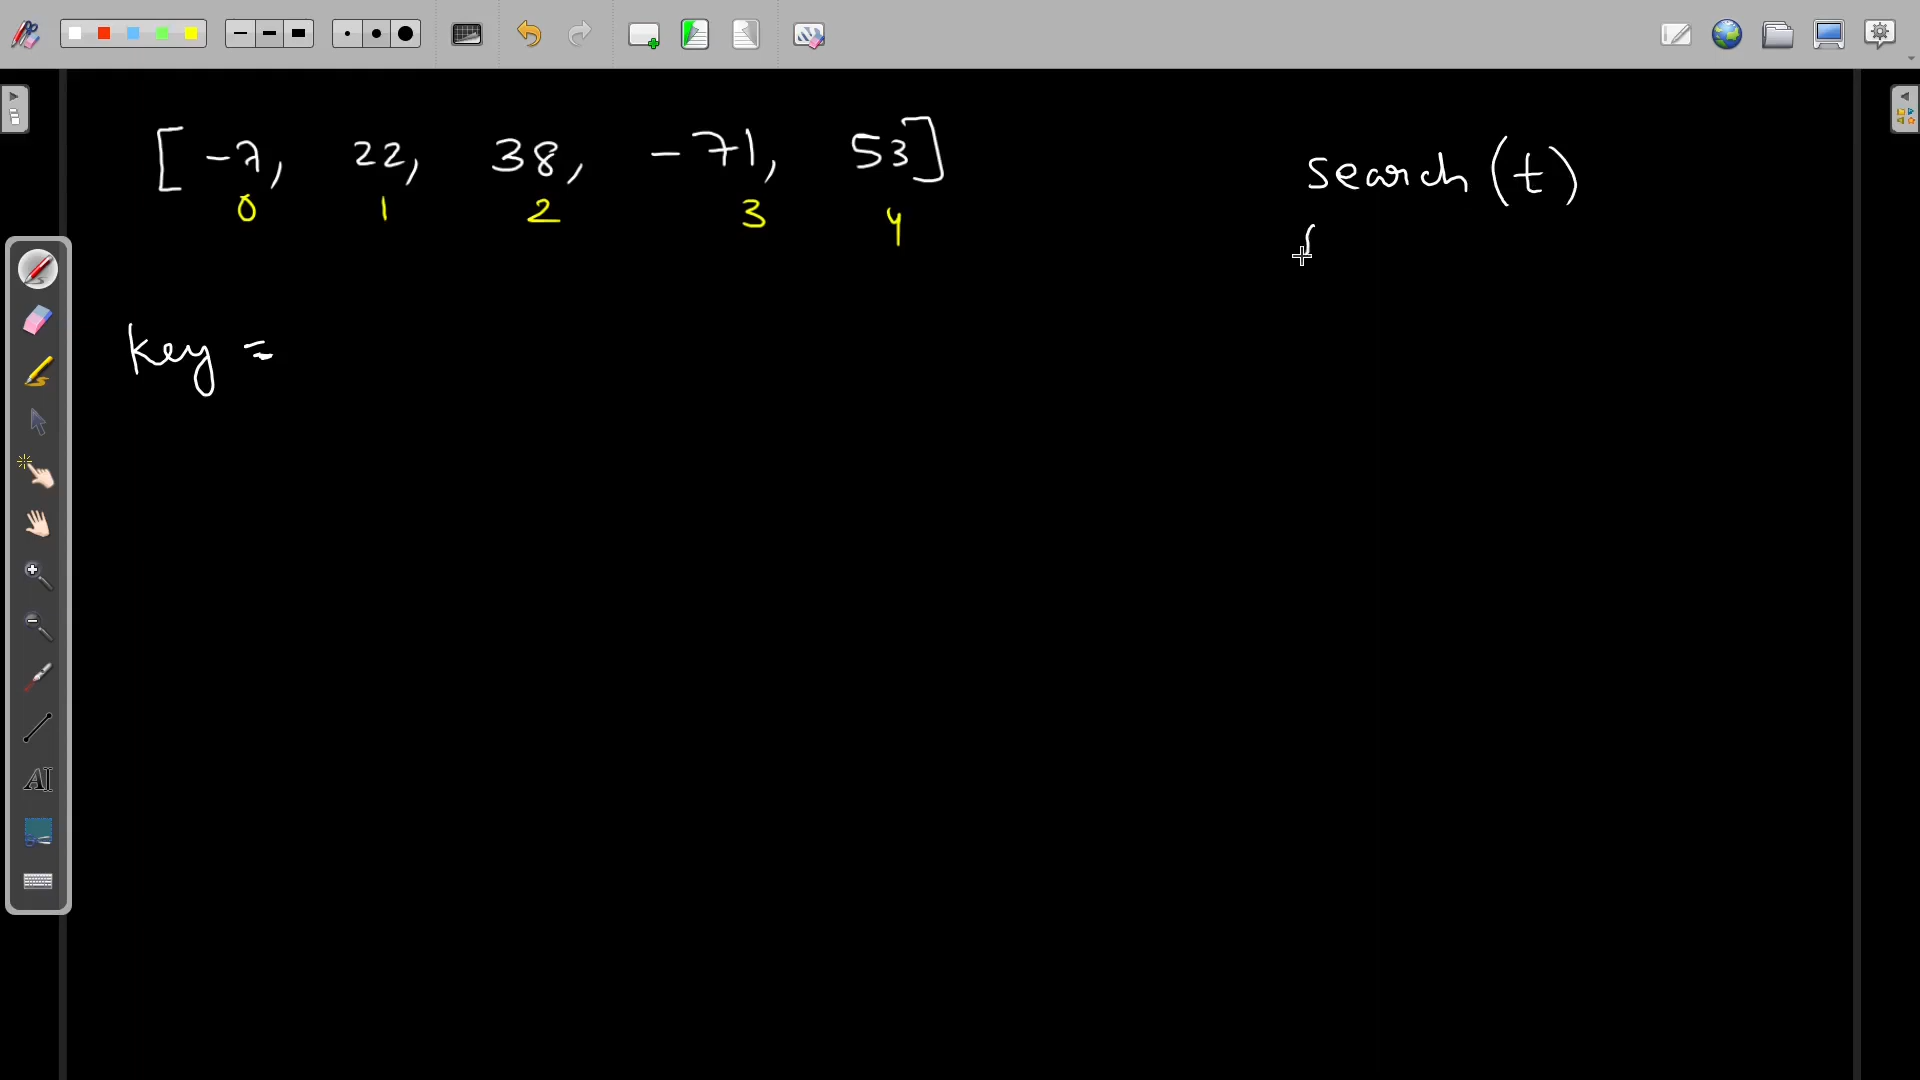 [-7, 22, 38, -71, 53]
0 1 2 3 4
search (t)
{
key =